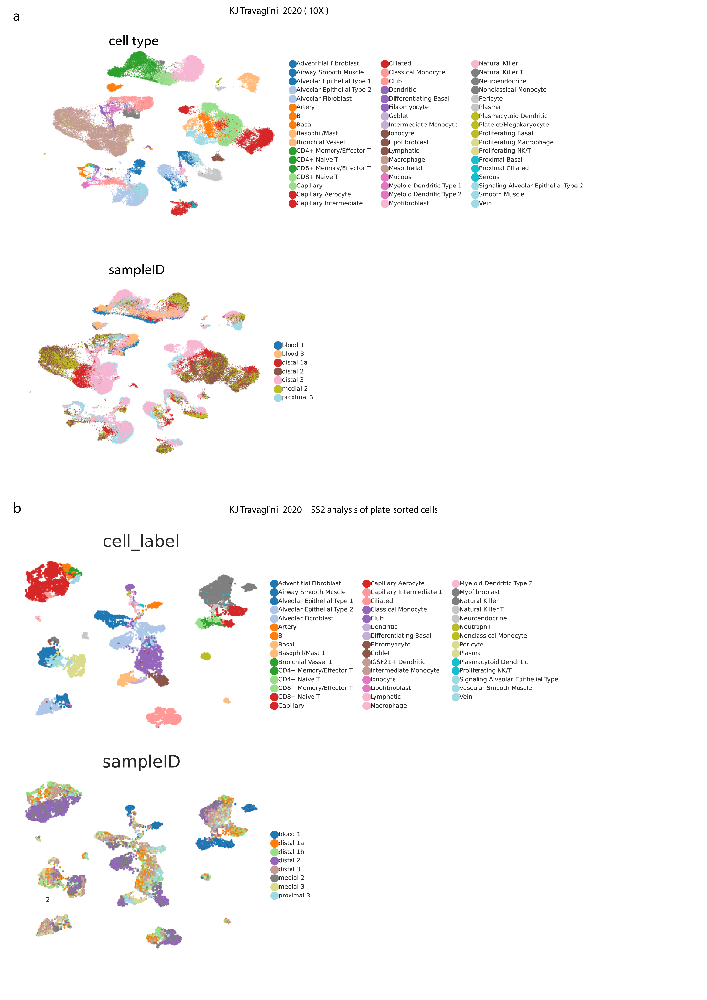 KJ Travaglini 2020 ( 10X )
a
cell type
Adventitial Fibroblast
Airway Smooth Muscle
Alveolar Epithelial Type 1
Alveolar Epithelial Type 2
Alveolar Fibroblast
Artery
B
Basal
Basophil/Mast
Bronchial Vessel
CD4+ Memory/Effector T
CD4+ Naive T
CD8+ Memory/Effector T
CD8+ Naive T
Capillary
Capillary Aerocyte
Capillary Intermediate
Ciliated
Classical Monocyte
Club
Dendritic
Differentiating Basal
Fibromyocyte
Goblet
Intermediate Monocyte
Ionocyte
Lipofibroblast
Lymphatic
Macrophage
Mesothelial
Mucous
Myeloid Dendritic Type 1
Myeloid Dendritic Type 2
Myofibroblast
Natural Killer
Natural Killer T
Neuroendocrine
Nonclassical Monocyte
Pericyte
Plasma
Plasmacytoid Dendritic
Platelet/Megakaryocyte
Proliferating Basal
Proliferating Macrophage
Proliferating NK/T
Proximal Basal
Proximal Ciliated
Serous
Signaling Alveolar Epithelial Type 2
Smooth Muscle
Vein
sampleID
blood 1
blood 3
distal 1a
distal 2
distal 3
medial 2
proximal 3
b
KJ Travaglini 2020 - SS2 analysis of plate-sorted cells
cell_label
Adventitial Fibroblast
Airway Smooth Muscle
Alveolar Epithelial Type 1
Alveolar Epithelial Type 2
Alveolar Fibroblast
Artery
B
Basal
Basophil/Mast 1
Bronchial Vessel 1
CD4+ Memory/Effector T
CD4+ Naive T
CD8+ Memory/Effector T
CD8+ Naive T
Capillary
Capillary Aerocyte
Capillary Intermediate 1
Ciliated
Classical Monocyte
Club
Dendritic
Differentiating Basal
Fibromyocyte
Goblet
IGSF21+ Dendritic
Intermediate Monocyte
Ionocyte
Lipofibroblast
Lymphatic
Macrophage
Myeloid Dendritic Type 2
Myofibroblast
Natural Killer
Natural Killer T
Neuroendocrine
Neutrophil
Nonclassical Monocyte
Pericyte
Plasma
Plasmacytoid Dendritic
Proliferating NK/T
Signaling Alveolar Epithelial Type
Vascular Smooth Muscle
Vein
sampleID
blood 1
distal 1a
distal 1b
distal 2
distal 3
medial 2
medial 3
proximal 3
2